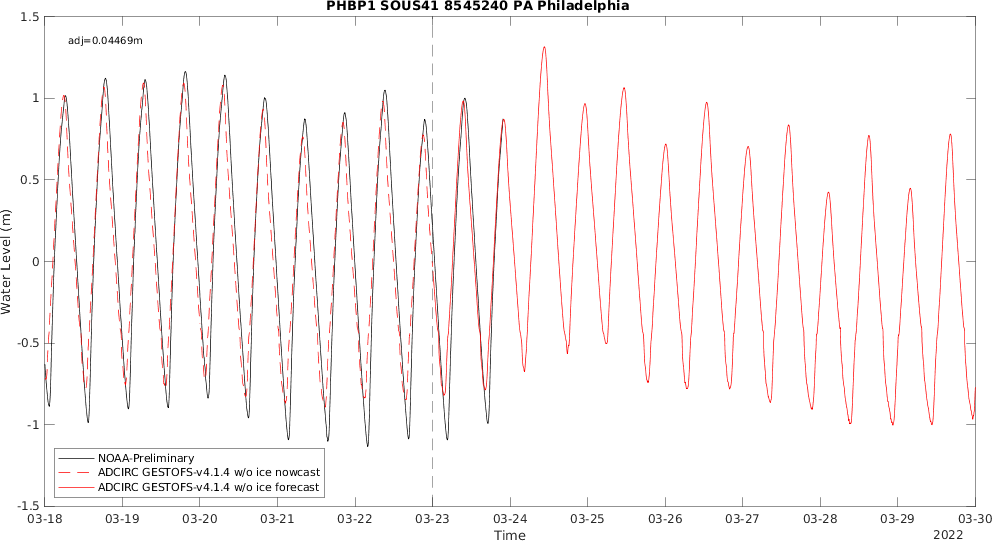 PHBP1 SOUS41 8545240 PA Philadelphia
adj=0.04469m
Water Level (m)
1.5
1
0.5
0
-0.5
-1
-1.5
NOAA-Preliminary
ADCIRC GESTOFS-v4.1.4 w/o ice nowcast
ADCIRC GESTOFS-v4.1.4 w/o ice forecast
03-18 03-19 03-20 03-21 03-22 03-23 03-24 03-25 03-26 03-27 03-28 03-29 03-30
Time
2022